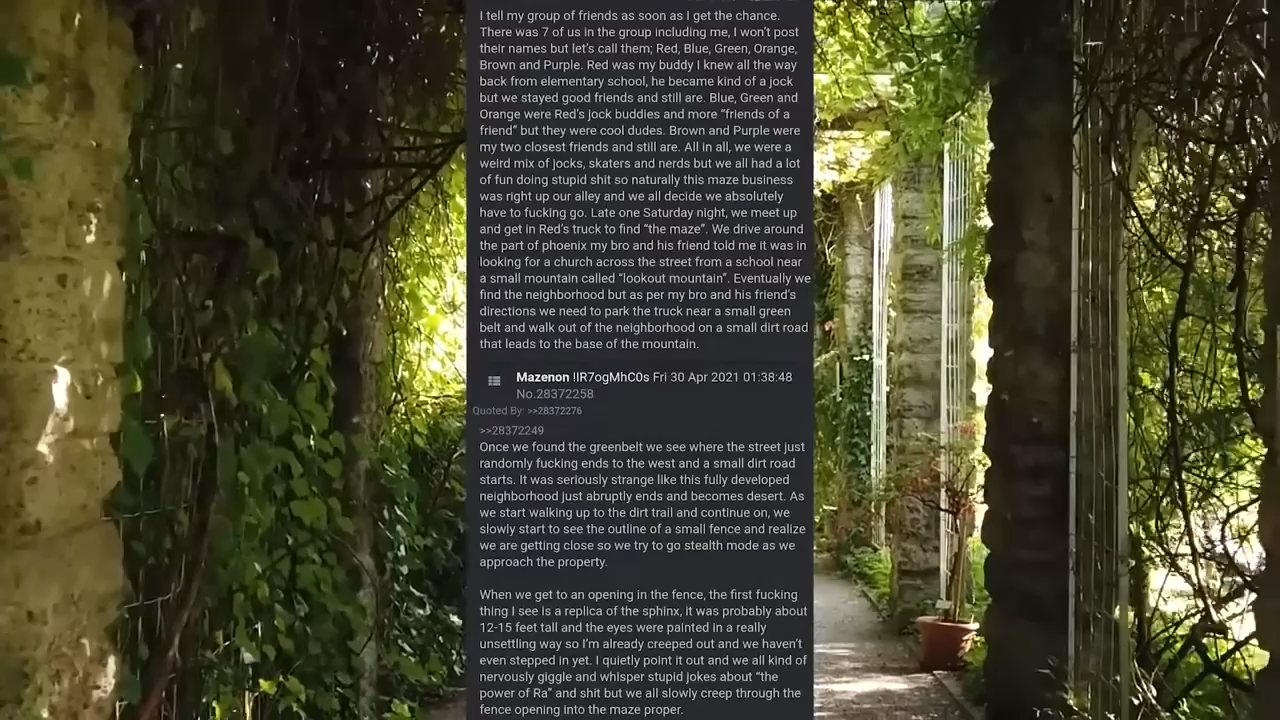 I tell my group of friends as soon as I get the chance.
There was 7 of us in the group including me, I won't post
their names but let's call them; Red, Blue, Green, Orange,
Brown and Purple. Red was my buddy I knew all the way
back from elementary school, he became kind of a jock
but we stayed good friends and still are. Blue, Green and
Orange were Red's jock buddies and more “friends of a
friend” but they were cool dudes. Brown and Purple were
my two closest friends and still are. All in all, we were a
weird mix of jocks, skaters and nerds but we all had a lot
of fun doing stupid shit so naturally this maze business
was right up our alley and we all decide we absolutely
have to fucking go. Late one Saturday night, we meet up
and get in Red's truck to find “the maze”. We drive around
the part of phoenix my bro and his friend told me it was in
looking for a church across the street from a school near
a small mountain called “lookout mountain”. Eventually we
find the neighborhood but as per my bro and his friend's
directions we need to park the truck near a small green
belt and walk out of the neighborhood on a small dirt road
that leads to the base of the mountain.
Mazenon !IR7ogMhC0s Fri 30 Apr 2021 01:38:48
No.28372258
Quoted By: >>28372276
>>28372249
Once we found the greenbelt we see where the street just
randomly fucking ends to the west and a small dirt road
starts. It was seriously strange like this fully developed
neighborhood just abruptly ends and becomes desert. As
we start walking up to the dirt trail and continue on, we
slowly start to see the outline of a small fence and realize
we are getting close so we try to go stealth mode as we
approach the property.
When we get to an opening in the fence, the first fucking
thing I see is a replica of the sphinx, it was probably about
12-15 feet tall and the eyes were painted in a really
unsettling way so I'm already creeped out and we haven't
even stepped in yet. I quietly point it out and we all kind of
nervously giggle and whisper stupid jokes about “the
power of Ra” and shit but we all slowly creep through the
fence opening into the maze proper.